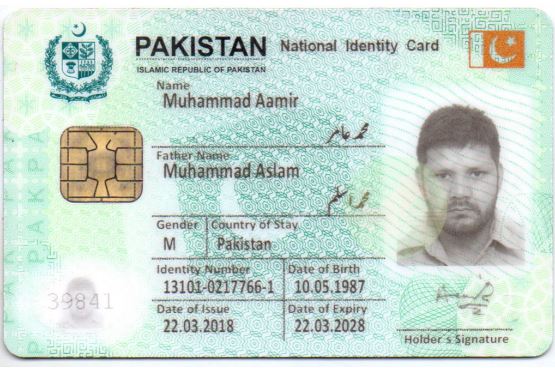 PAKISTAN National Identity Card
ISLAMIC REPUBLIC OF PAKISTAN
Name
Muhammad Aamir
محمد عامر
Father Name
Muhammad Aslam
محمد اسلم
Gender Country of Stay
M Pakistan
Identity Number Date of Birth
13101-0217766-1 10.05.1987
Date of Issue Date of Expiry
22.03.2018 22.03.2028
39841
Holder's Signature